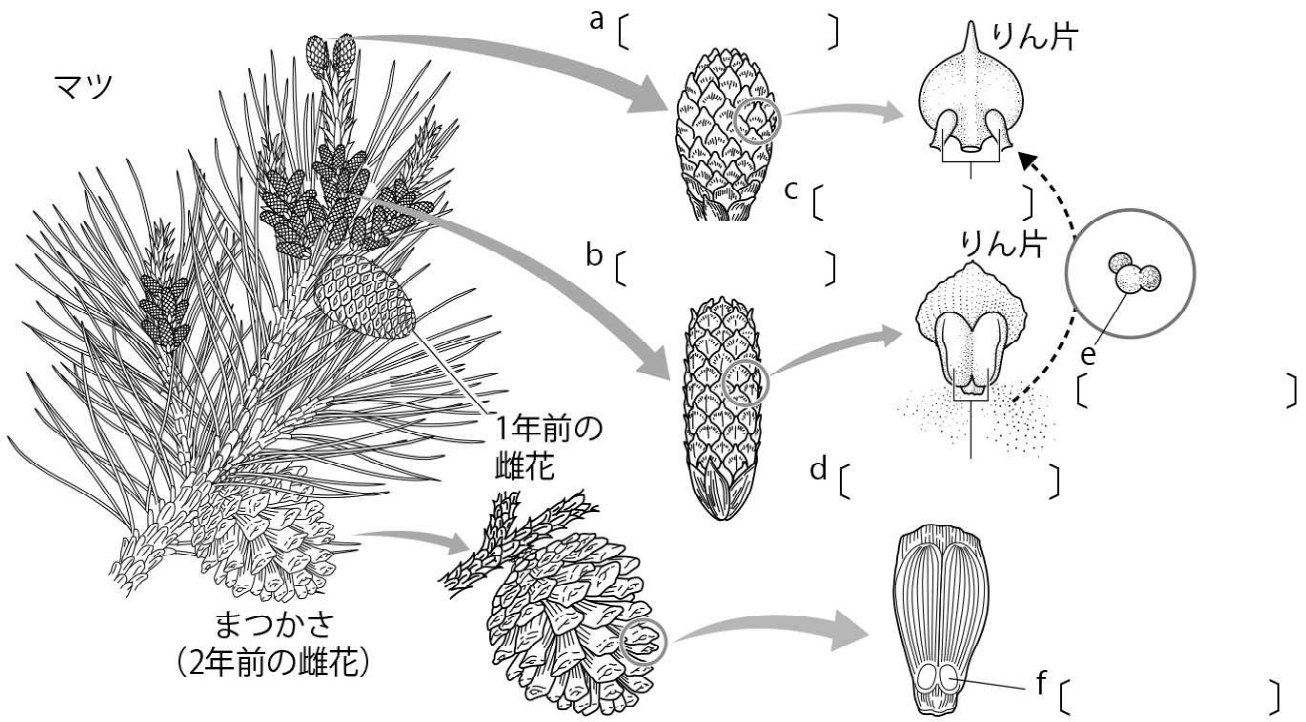 マツ
a〔　　　〕
りん片
c〔　　　〕
b〔　　　〕
りん片
e
〔　　　〕
1年前の
雌花
d〔　　　〕
まつかさ
（2年前の雌花）
f〔　　　〕